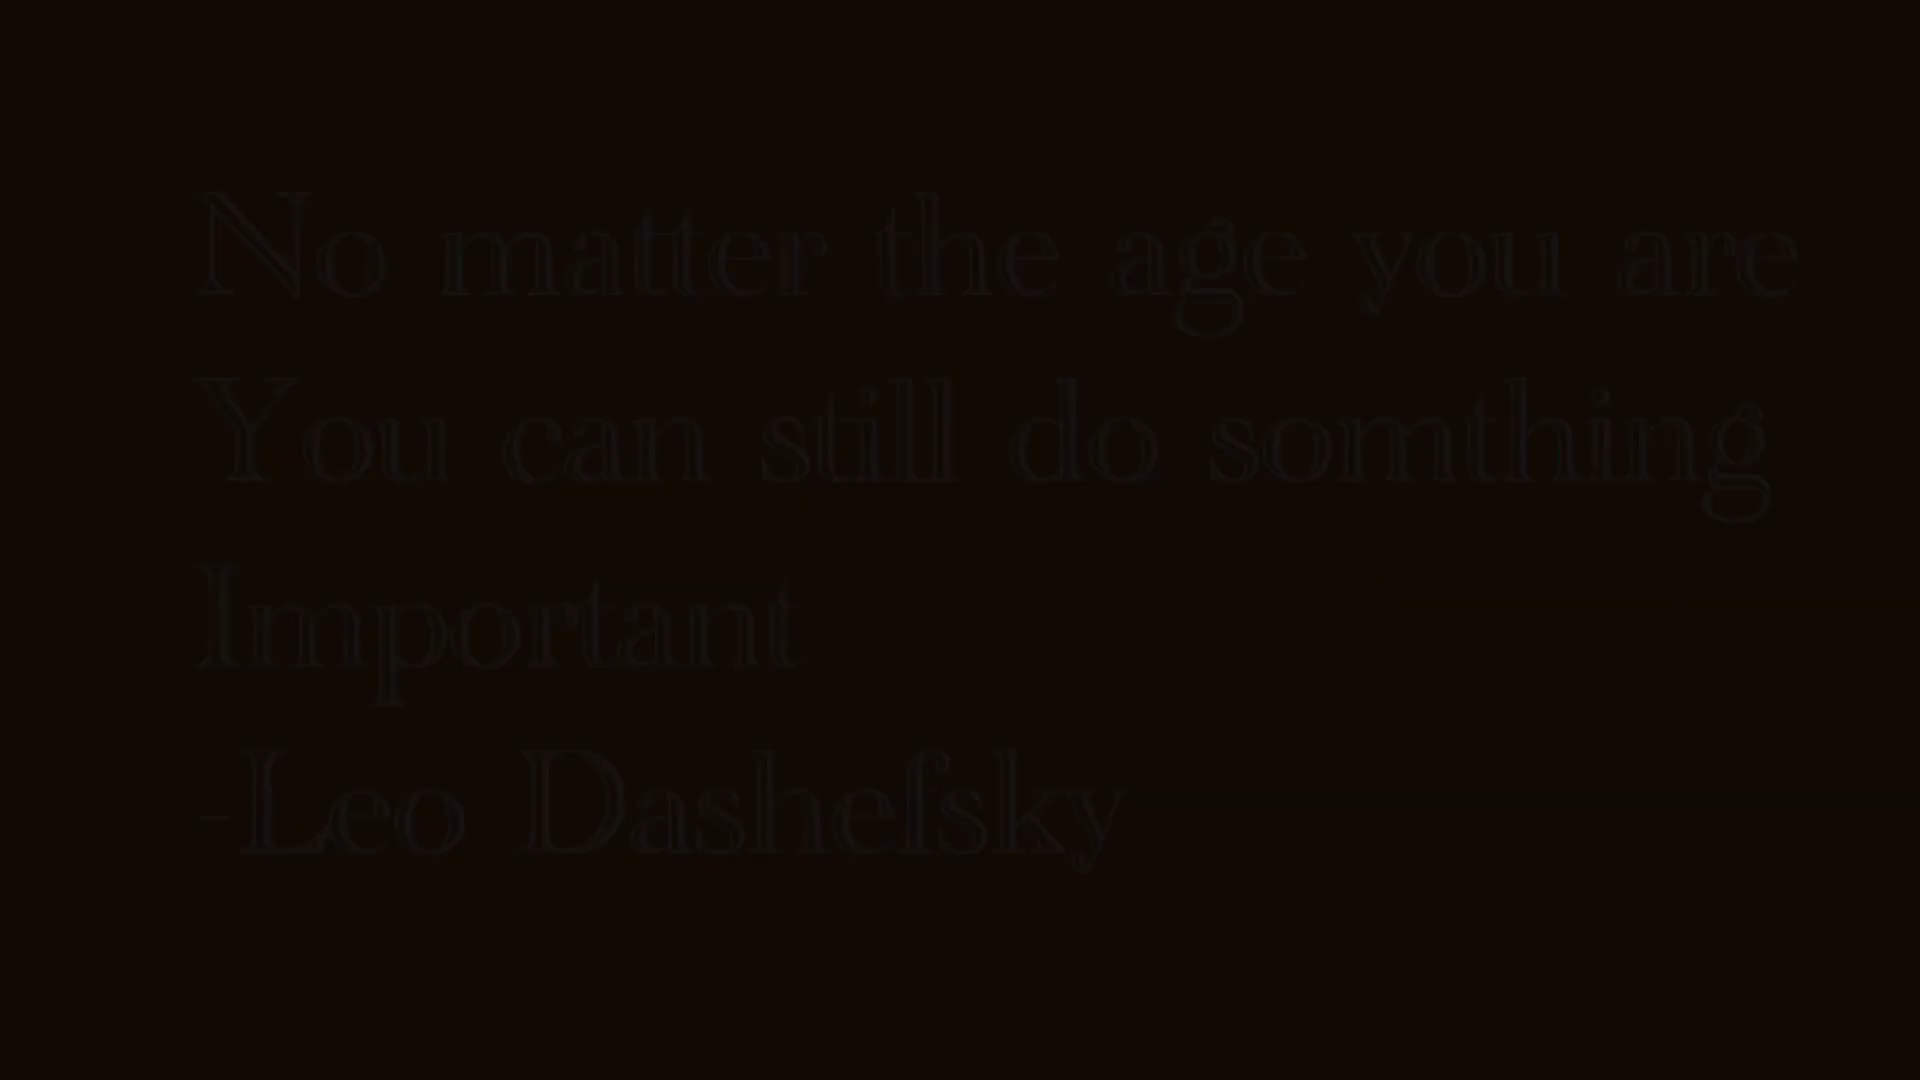 No matter the age you are
You can still do somthing
Important
-Leo Dashefsky